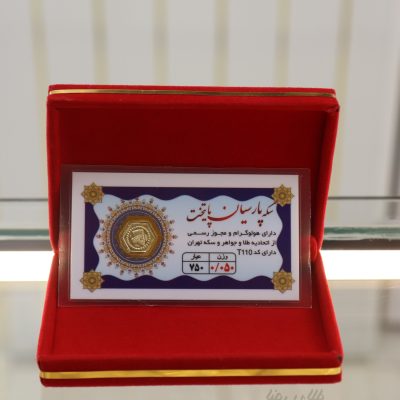 سکه پارسیان پایتخت
دارای هولوگرام و مجوز رسمی
از اتحادیه طلا و جواهر و سکه تهران
دارای کد T110
وزن عیار
۰/۰۵۰ ۷۵۰